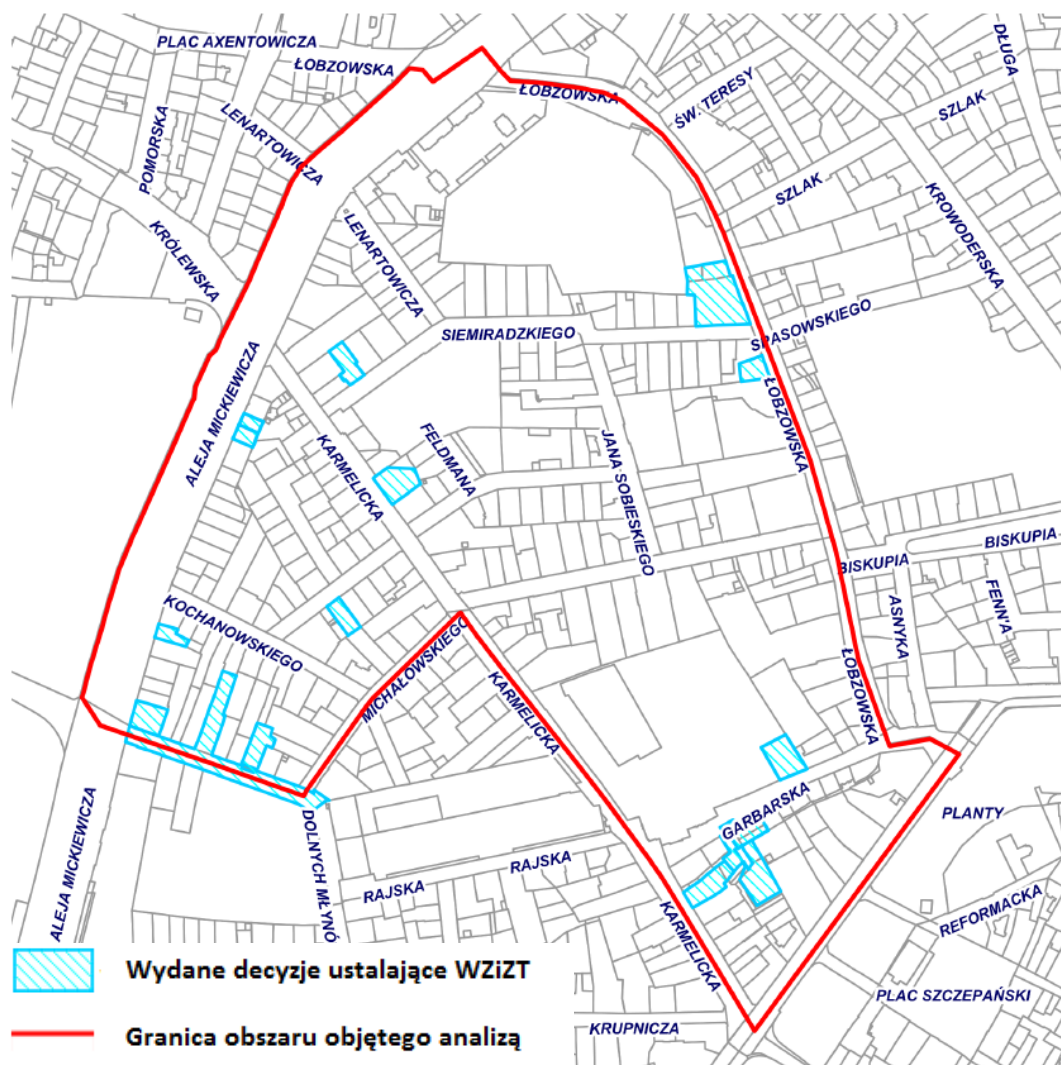 PLAC AXENTOWICZA
ŁOBZOWSKA
DŁUGA
ŁOBZOWSKA
ŚW. TERESY
SZLAK
LENARTOWICZA
POMORSKA
SZLAK
KRÓLEWSKA
LENARTOWICZA
KROWODERSKA
SIEMIRADZKIEGO
SPASOWSKIEGO
ALEJA MICKIEWICZA
ŁOBZOWSKA
KARMELICKA
FELDMANA
JANA SOBIESKIEGO
BISKUPIA
BISKUPIA
KOCHANOWSKIEGO
ASNYKA
FENN'A
MICHAŁOWSKIEGO
KARMELICKA
ŁOBZOWSKA
GARBARSKA
PLANTY
ALEJA MICKIEWICZA
DOLNYCH MŁYNÓ
RAJSKA
RAJSKA
REFORMACKA
KARMELICKA
PLAC SZCZEPAŃSKI
KRUPNICZA
Wydane decyzje ustalające WZiZT
Granica obszaru objętego analizą